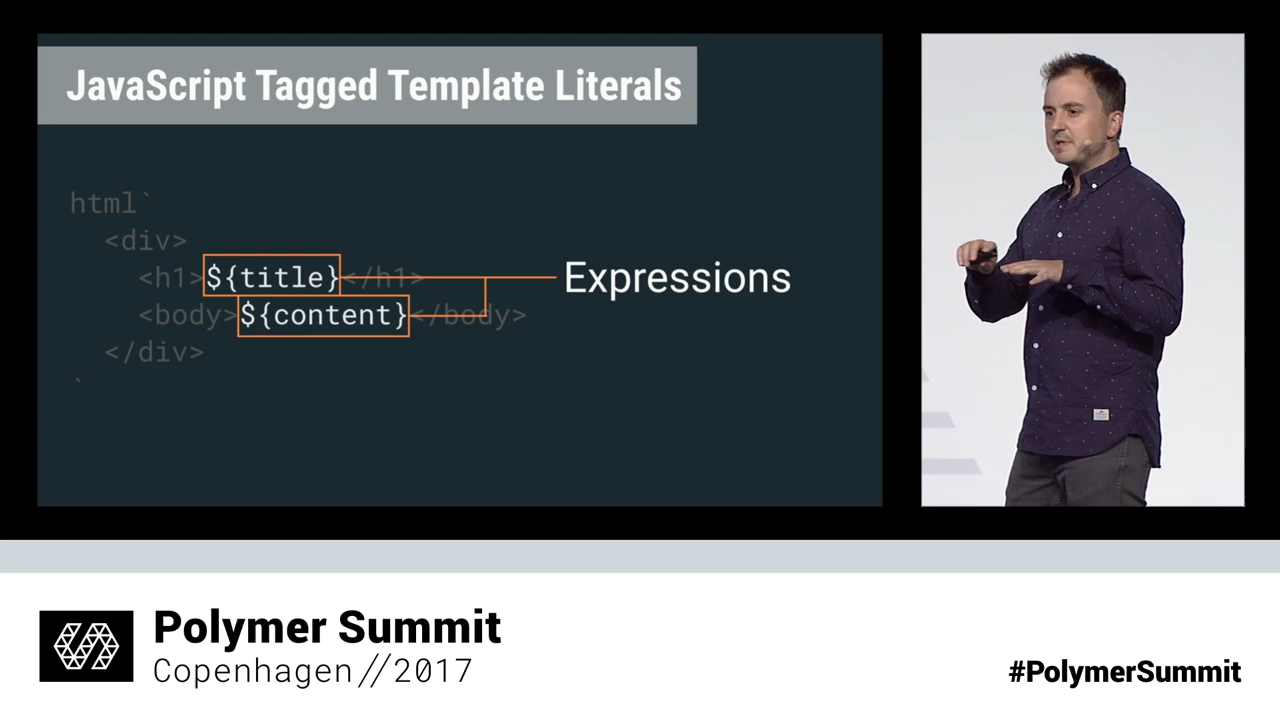 JavaScript Tagged Template Literals
html`
<div>
<h1>${title}</h1>
Expressions
<body>${content}</body>
</div>
`
Polymer Summit
Copenhagen//2017
#PolymerSummit